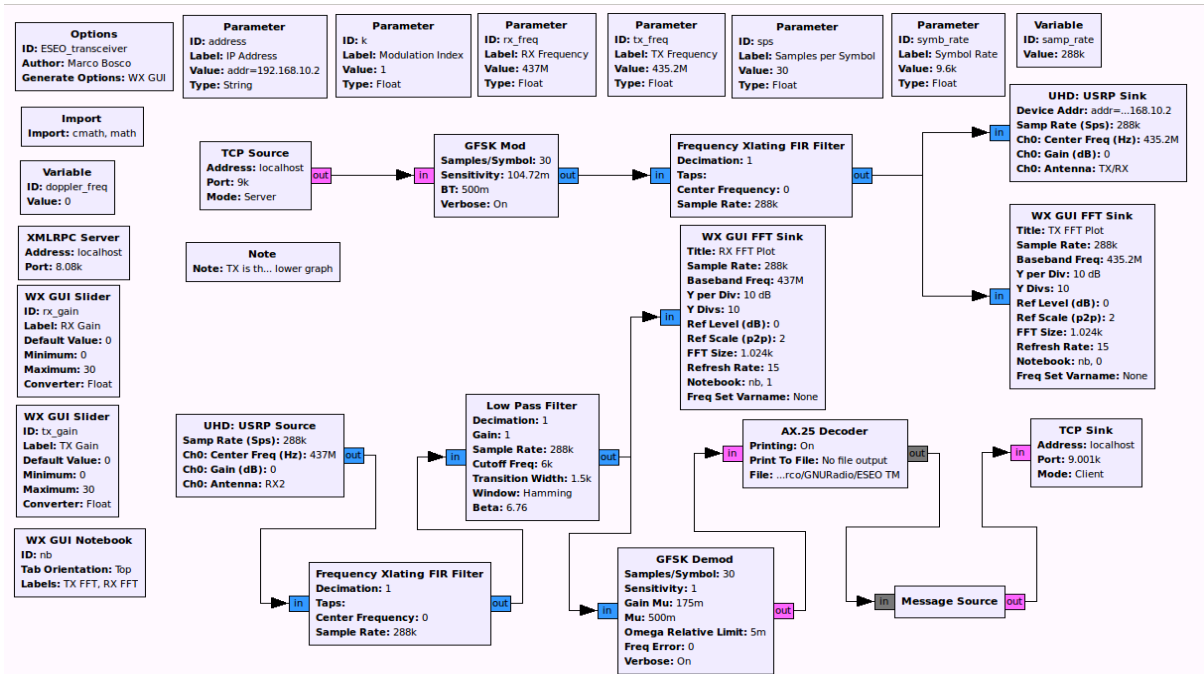 Options
ID: ESEO_transceiver
Author: Marco Bosco
Generate Options: WX GUI
Parameter
ID: address
Label: IP Address
Value: addr=192.168.10.2
Type: String
Parameter
ID: k
Label: Modulation Index
Value: 1
Type: Float
Parameter
ID: rx_freq
Label: RX Frequency
Value: 437M
Type: Float
Parameter
ID: tx_freq
Label: TX Frequency
Value: 435.2M
Type: Float
Parameter
ID: sps
Label: Samples per Symbol
Value: 30
Type: Float
Parameter
ID: symb_rate
Label: Symbol Rate
Value: 9.6k
Type: Float
Variable
ID: samp_rate
Value: 288k
Import
Import: cmath, math
TCP Source
Address: localhost
Port: 9k
Mode: Server
out
in
GFSK Mod
Samples/Symbol: 30
Sensitivity: 104.72m
BT: 500m
Verbose: On
out
in
Frequency Xlating FIR Filter
Decimation: 1
Taps:
Center Frequency: 0
Sample Rate: 288k
out
in
UHD: USRP Sink
Device Addr: addr=...168.10.2
Samp Rate (Sps): 288k
Ch0: Center Freq (Hz): 435.2M
Ch0: Gain (dB): 0
Ch0: Antenna: TX/RX
Variable
ID: doppler_freq
Value: 0
XMLRPC Server
Address: localhost
Port: 8.08k
Note
Note: TX is th... lower graph
in
WX GUI FFT Sink
Title: RX FFT Plot
Sample Rate: 288k
Baseband Freq: 437M
Y per Div: 10 dB
Y Divs: 10
Ref Level (dB): 0
Ref Scale (p2p): 2
FFT Size: 1.024k
Refresh Rate: 15
Notebook: nb, 1
Freq Set Varname: None
in
WX GUI FFT Sink
Title: TX FFT Plot
Sample Rate: 288k
Baseband Freq: 435.2M
Y per Div: 10 dB
Y Divs: 10
Ref Level (dB): 0
Ref Scale (p2p): 2
FFT Size: 1.024k
Refresh Rate: 15
Notebook: nb, 0
Freq Set Varname: None
WX GUI Slider
ID: rx_gain
Label: RX Gain
Default Value: 0
Minimum: 0
Maximum: 30
Converter: Float
WX GUI Slider
ID: tx_gain
Label: TX Gain
Default Value: 0
Minimum: 0
Maximum: 30
Converter: Float
UHD: USRP Source
Samp Rate (Sps): 288k
Ch0: Center Freq (Hz): 437M
Ch0: Gain (dB): 0
Ch0: Antenna: RX2
out
in
Low Pass Filter
Decimation: 1
Gain: 1
Sample Rate: 288k
Cutoff Freq: 6k
Transition Width: 1.5k
Window: Hamming
Beta: 6.76
out
in
AX.25 Decoder
Printing: On
Print To File: No file output
File: ...rco/GNURadio/ESEO TM
out
in
TCP Sink
Address: localhost
Port: 9.001k
Mode: Client
WX GUI Notebook
ID: nb
Tab Orientation: Top
Labels: TX FFT, RX FFT
in
Frequency Xlating FIR Filter
Decimation: 1
Taps:
Center Frequency: 0
Sample Rate: 288k
out
in
GFSK Demod
Samples/Symbol: 30
Sensitivity: 1
Gain Mu: 175m
Mu: 500m
Omega Relative Limit: 5m
Freq Error: 0
Verbose: On
out
in
Message Source
out